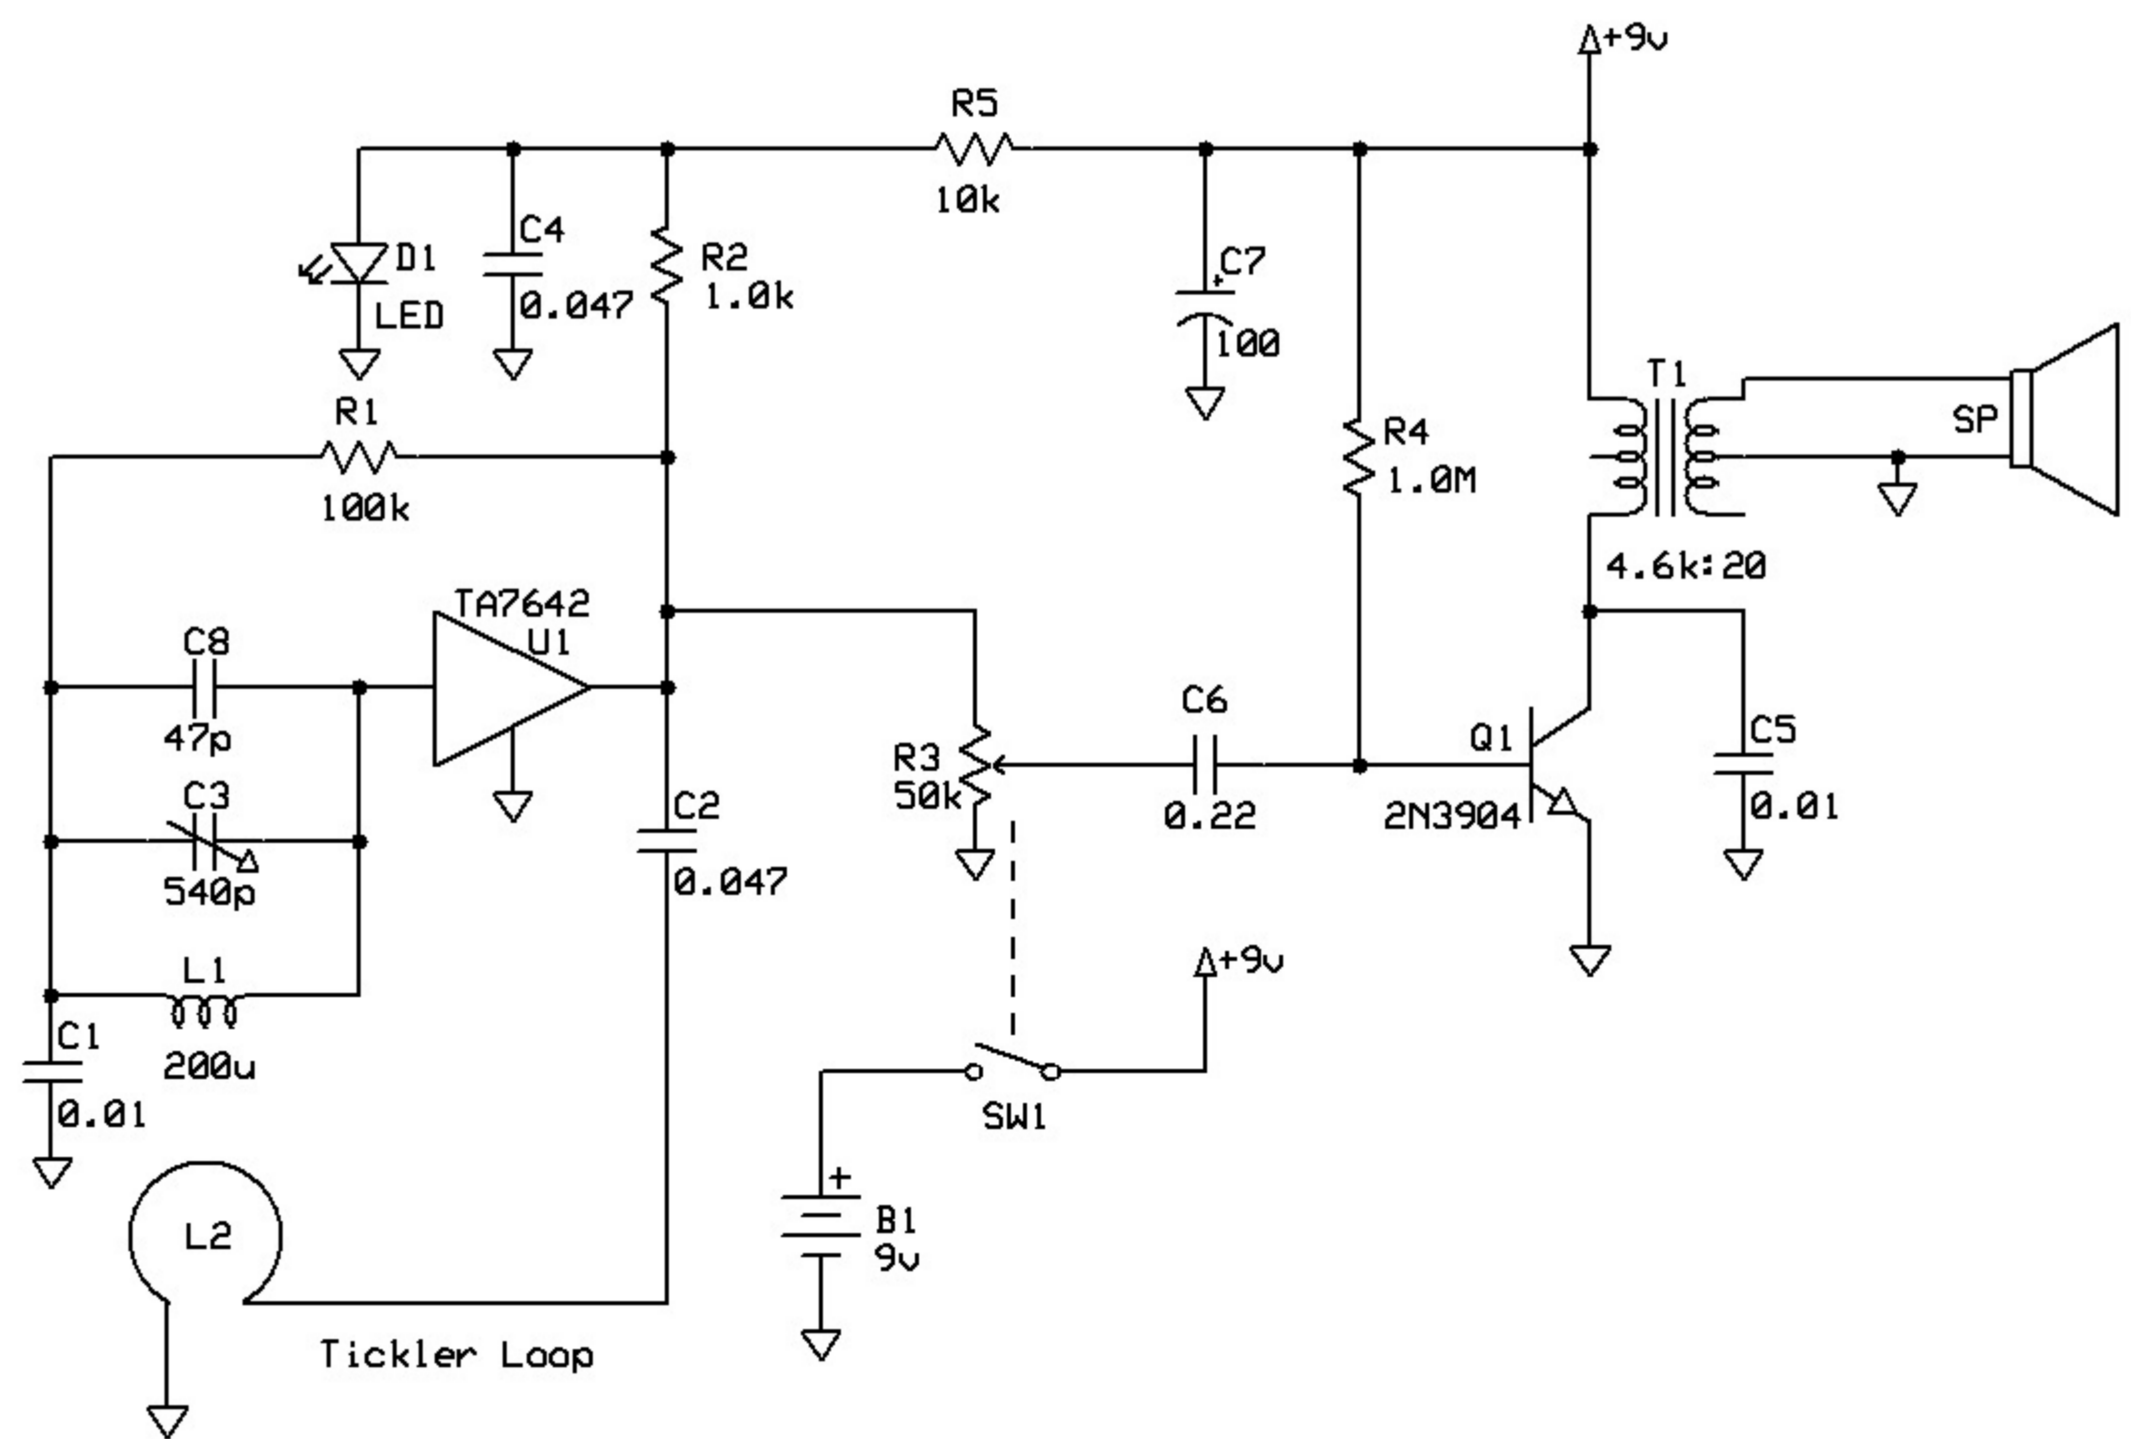 +9v
R5
10k
C4
D1
0.047
LED
R2
1.0k
C7
+
100
T1
SP
R1
100k
R4
1.0M
4.6k:20
TA7642
U1
C8
47p
C6
0.22
Q1
2N3904
C5
0.01
R3
50k
C3
540p
C2
0.047
L1
200u
+9v
C1
0.01
SW1
+
B1
9v
L2
Tickler Loop